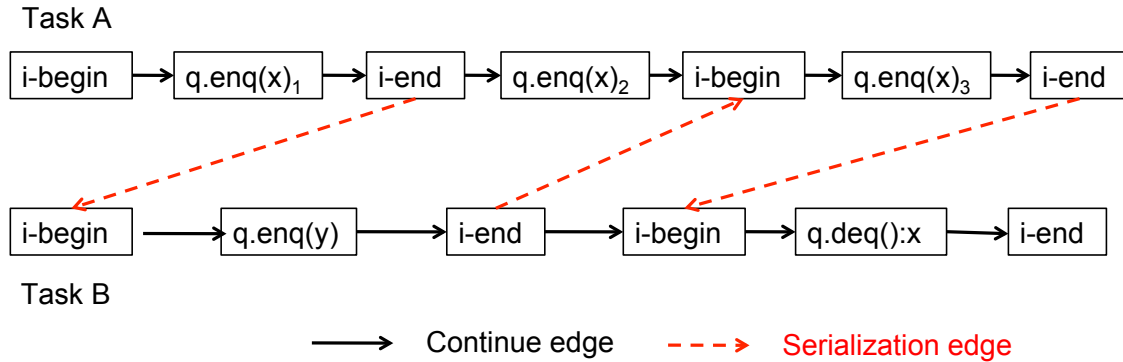 Task A
i-begin q.enq(x)₁ i-end q.enq(x)₂ i-begin q.enq(x)₃ i-end
i-begin q.enq(y) i-end i-begin q.deq():x i-end
Task B
Continue edge Serialization edge